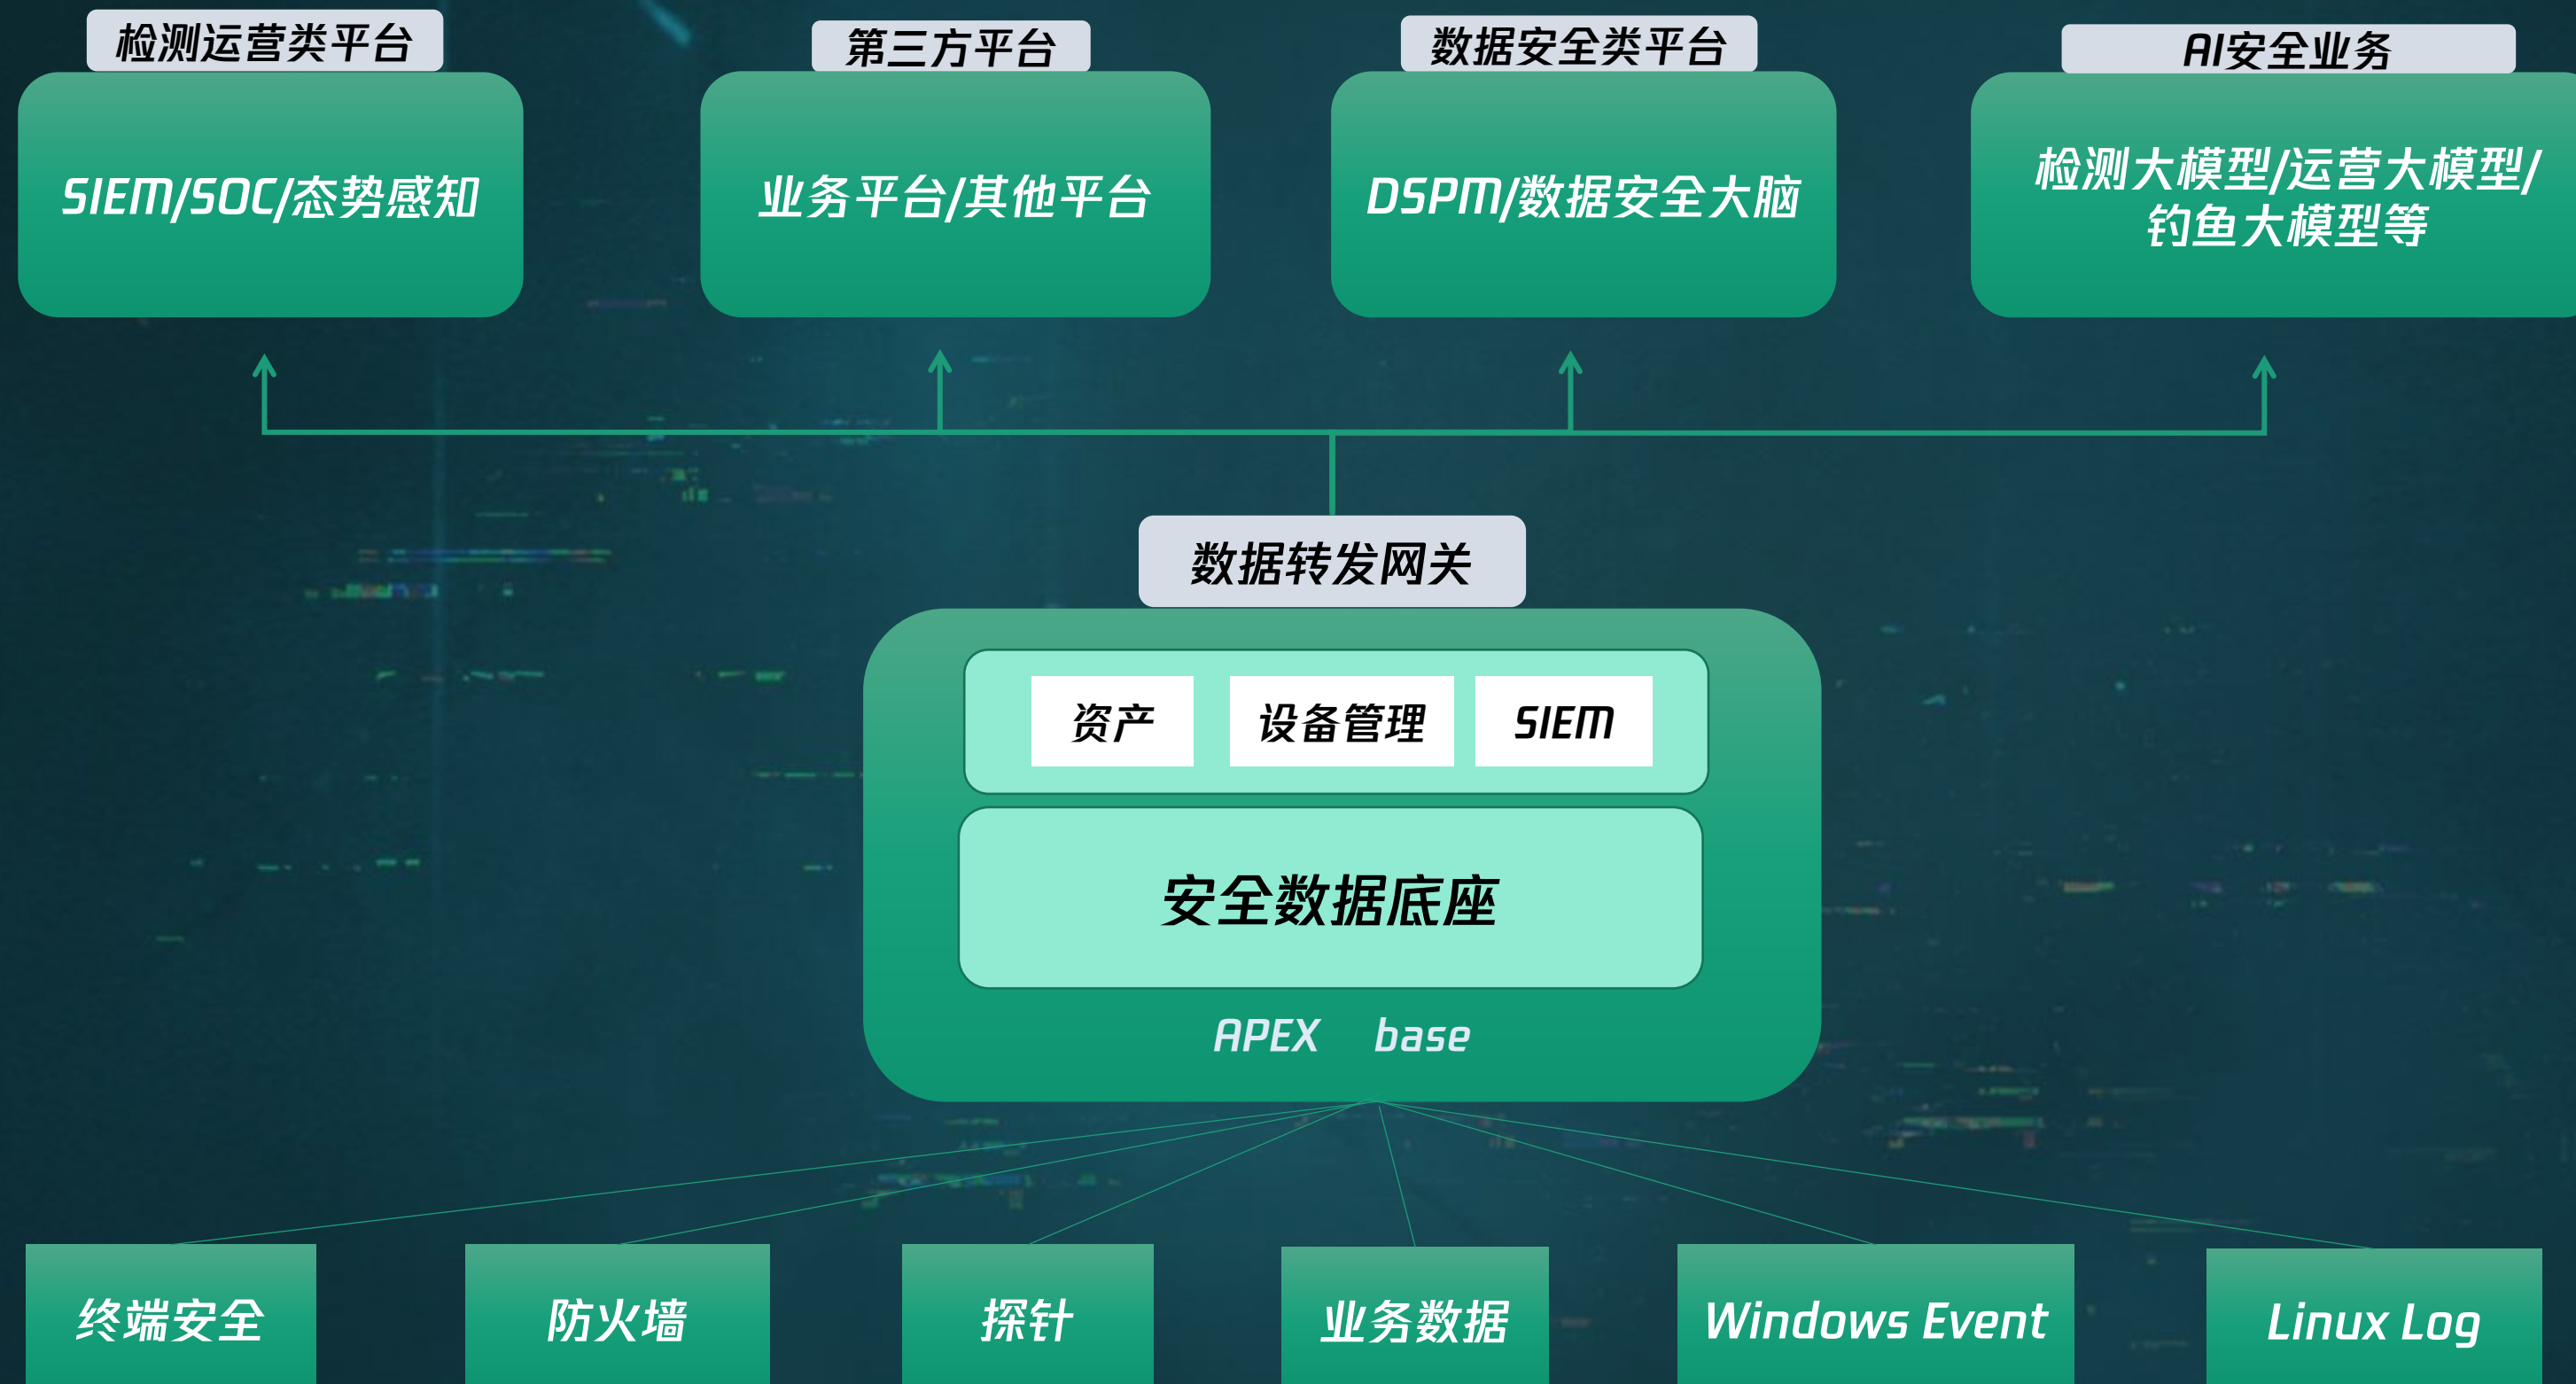 检测运营类平台
SIEM/SOC/态势感知
第三方平台
业务平台/其他平台
数据安全类平台
DSPM/数据安全大脑
AI安全业务
检测大模型/运营大模型/
钓鱼大模型等
数据转发网关
资产
设备管理
SIEM
安全数据底座
APEX base
终端安全
防火墙
探针
业务数据
Windows Event
Linux Log